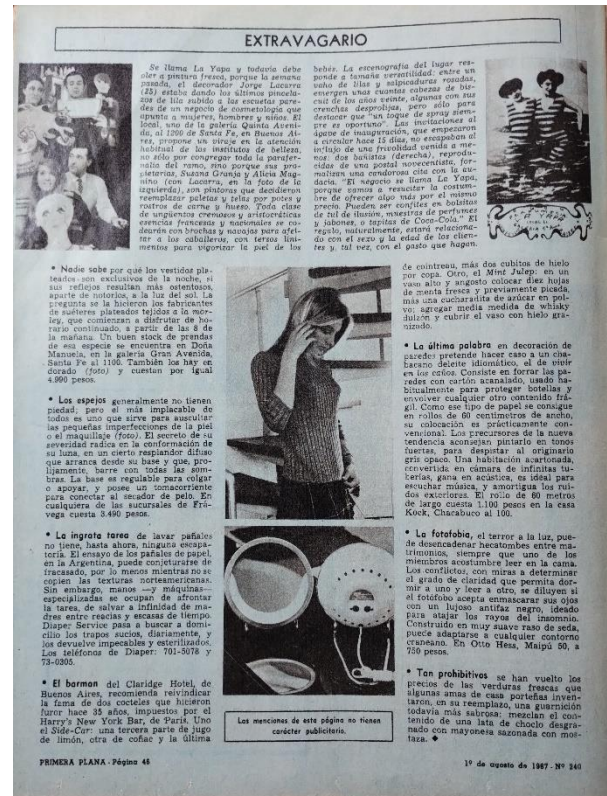 EXTRAVAGARIO
Se llama La Yapa y todavía debe
oler a pintura fresca, porque la semana
pasada, el decorador Jorge Lacarra
(25) estaba dando los últimos pincela-
zos de lila subido a las escuetas pare-
des de un negocio de cosmetología que
apunta a mujeres, hombres y niños. El
local, uno de la galería Quinta Aveni-
da, al 1200 de Santa Fe, en Buenos Ai-
res, propone un viraje en la atención
habitual de los institutos de belleza,
no sólo por congregar toda la parafer-
nalia del ramo, sino porque sus pro-
pietarias, Susana Granja y Alicia Mag-
nino (con Lacarra, en la foto de la
izquierda), son pintoras que decidieron
reemplazar paletas y telas por potes y
rostros de carne y hueso. Toda clase
de ungüentos cremosos y aristocráticas
esencias francesas y nacionales se co-
dearán con brochas y navajas para afei-
tar a los caballeros, con tersos lini-
mentos para vigorizar la piel de los
bebés. La escenografía del lugar res-
ponde a tamaña versatilidad: entre un
vaho de lilas y salpicaduras rosadas,
emergen unas cuantas cabezas de bis-
cuit de los años veinte, algunas con sus
crenchas desprolijas, pero sólo para
destacar que "un toque de spray siem-
pre es oportuno". Las invitaciones al
ágape de inauguración, que empezaron
a circular hace 15 días, no escapaban al
influjo de una frivolidad venida a me-
nos: dos bañistas (derecha), reprodu-
cidas de una postal novecentista, for-
malizan una candorosa cita con la au-
dacia. "El negocio se llama La Yapa,
porque vamos a resucitar la costum-
bre de ofrecer algo más por el mismo
precio. Pueden ser confites en bolsitas
de tul de ilusión, muestras de perfumes
y jabones, o tapitas de Coca-Cola." El
regalo, naturalmente, estará relaciona-
do con el sexo y la edad de los clien-
tes y, tal vez, con el gasto que hagan.
• Nadie sabe por qué los vestidos pla-
teados son exclusivos de la noche, ni
sus reflejos resultan más ostentosos,
aparte de notorios, a la luz del sol. La
pregunta se la hicieron los fabricantes
de suéteres plateados tejidos a la mor-
ley, que comienzan a disfrutar de ho-
rario continuado, a partir de las 8 de
la mañana. Un buen stock de prendas
de esa especie se encuentra en Doña
Manuela, en la galería Gran Avenida,
Santa Fe al 1100. También los hay en
dorado (foto) y cuestan por igual
4.990 pesos.
• Los espejos generalmente no tienen
piedad; pero el más implacable de
todos es uno que sirve para auscultar
las pequeñas imperfecciones de la piel
o el maquillaje (foto). El secreto de su
severidad radica en la conformación de
su luna, en un cierto resplandor difuso
que arranca desde su base y que, pro-
lijamente, barre con todas las som-
bras. La base es regulable para colgar
o apoyar, y posee un tomacorriente
para conectar al secador de pelo. En
cualquiera de las sucursales de Frá-
vega cuesta 3.490 pesos.
• La ingrata tarea de lavar pañales
no tiene, hasta ahora, ninguna escapa-
toria. El ensayo de los pañales de papel,
en la Argentina, puede conjeturarse de
fracasado, por lo menos mientras no se
copien las texturas norteamericanas.
Sin embargo, manos —y máquinas—
especializadas se ocupan de afrontar
la tarea, de salvar a infinidad de ma-
dres entre reacias y escasas de tiempo.
Diaper Service pasa a buscar a domi-
cilio los trapos sucios, diariamente, y
los devuelve impecables y esterilizados.
Los teléfonos de Diaper: 701-5078 y
73-0305.
• El barman del Claridge Hotel, de
Buenos Aires, recomienda reivindicar
la fama de dos cocteles que hicieron
furor hace 35 años, impuestos por el
Harry's New York Bar, de París. Uno
el Side-Car: una tercera parte de jugo
de limón, otra de coñac y la última
Las menciones de esta página no tienen
carácter publicitario.
de cointreau, más dos cubitos de hielo
por copa. Otro, el Mint Julep: en un
vaso alto y angosto colocar diez hojas
de menta fresca y previamente picada,
más una cucharadita de azúcar en pol-
vo; agregar media medida de whisky
dulzón y cubrir el vaso con hielo gra-
nizado.
• La última palabra en decoración de
paredes pretende hacer caso a un cha-
bacano deleite idiomático, el de vivir
en los caños. Consiste en forrar las pa-
redes con cartón acanalado, usado ha-
bitualmente para proteger botellas y
envolver cualquier otro contenido frá-
gil. Como ese tipo de papel se consigue
en rollos de 80 centímetros de ancho,
su colocación es prácticamente con-
vencional. Los precursores de la nueva
tendencia aconsejan pintarlo en tonos
fuertes, para despistar al originario
gris opaco. Una habitación acartonada,
convertida en cámara de infinitas tu-
berías, gana en acústica, es ideal para
escuchar música, y amortigua los rui-
dos exteriores. El rollo de 60 metros
de largo cuesta 1.100 pesos en la casa
Kock, Chacabuco al 100.
• La fotofobia, el terror a la luz, pue-
de desencadenar hecatombes entre ma-
trimonios, siempre que uno de los
miembros acostumbre leer en la cama.
Los conflictos, con miras a determinar
el grado de claridad que permita dor-
mir a uno y leer a otro, se diluyen si
el fotófobo acepta enmascarar sus ojos
con un lujoso antifaz negro, ideado
para atajar los rayos del insomnio.
Construido en muy suave raso de seda,
puede adaptarse a cualquier contorno
craneano. En Otto Hess, Maipú 50, a
750 pesos.
• Tan prohibitivos se han vuelto los
precios de las verduras frescas que
algunas amas de casa porteñas inven-
taron, en su reemplazo, una guarnición
todavía más sabrosa: mezclan el con-
tenido de una lata de choclo desgra-
nado con mayonesa sazonada con mos-
taza. ◆
PRIMERA PLANA - Página 46
1º de agosto de 1967 - Nº 240